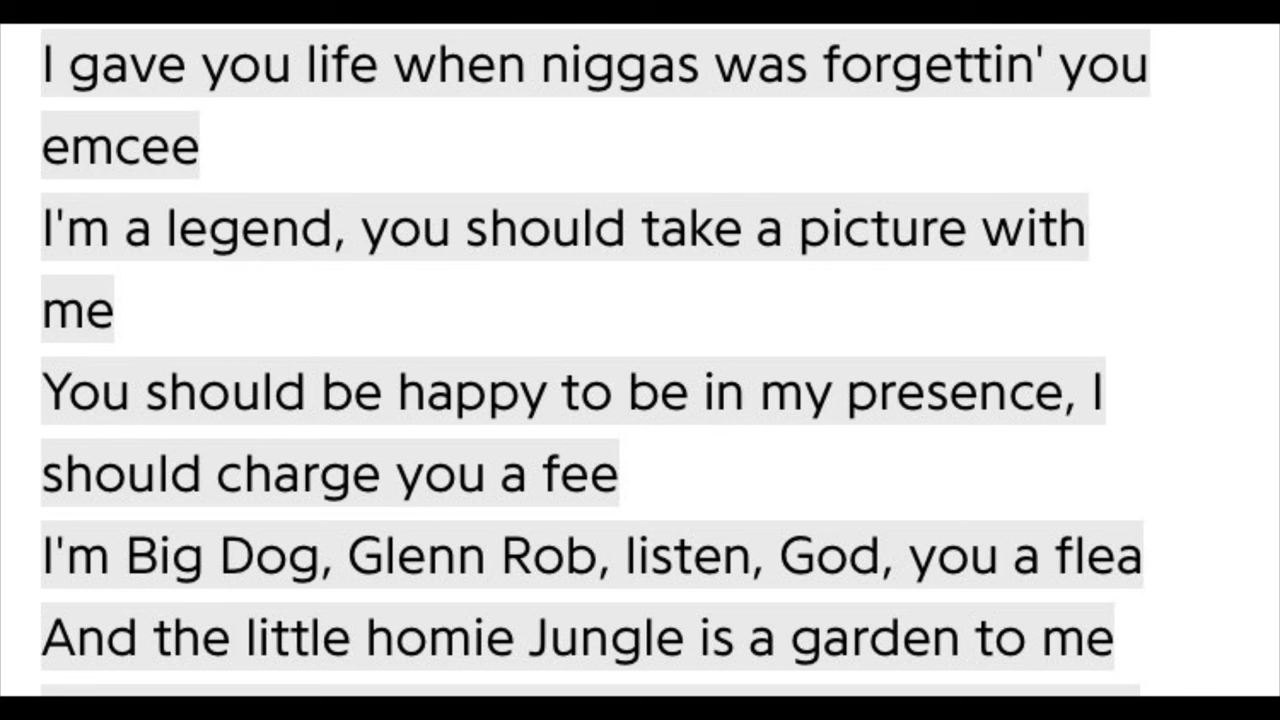 I gave you life when niggas was forgettin' you
emcee
I'm a legend, you should take a picture with
me
You should be happy to be in my presence, I
should charge you a fee
I'm Big Dog, Glenn Rob, listen, God, you a flea
And the little homie Jungle is a garden to me